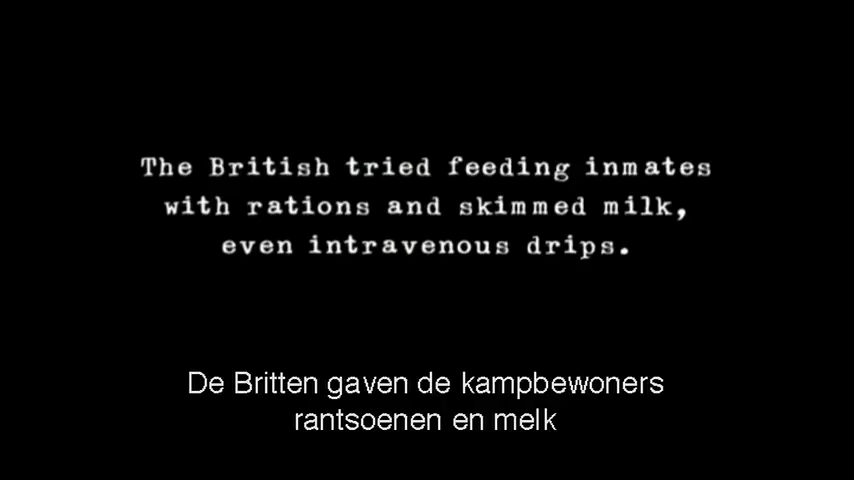 The British tried feeding inmates
with rations and skimmed milk,
even intravenous drips.
De Britten gaven de kampbewoners
rantsoenen en melk